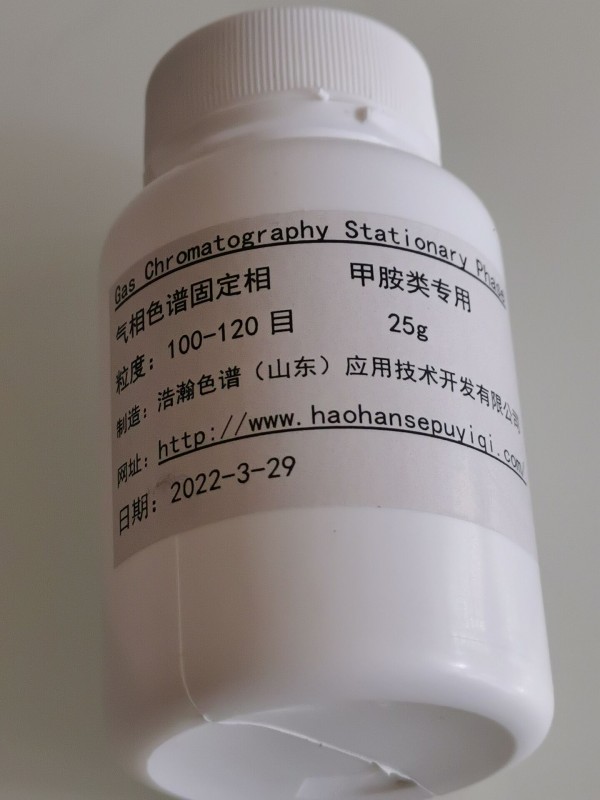 Gas Chromatography Stationary Phase
气相色谱固定相 甲胺类专用
粒度：100-120 目 25g
制造：浩瀚色谱（山东）应用技术开发有限公司
网址：http://www.haohansepuyiqi.com/
日期：2022-3-29